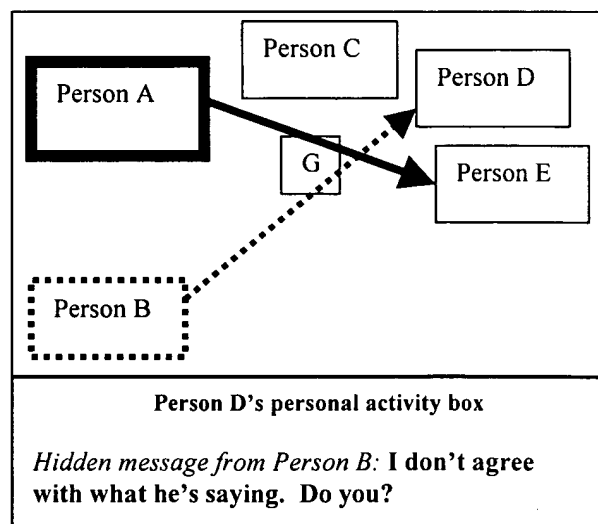 Person C
Person D
Person A
G
Person E
Person B
Person D's personal activity box
Hidden message from Person B: I don't agree
with what he's saying.  Do you?